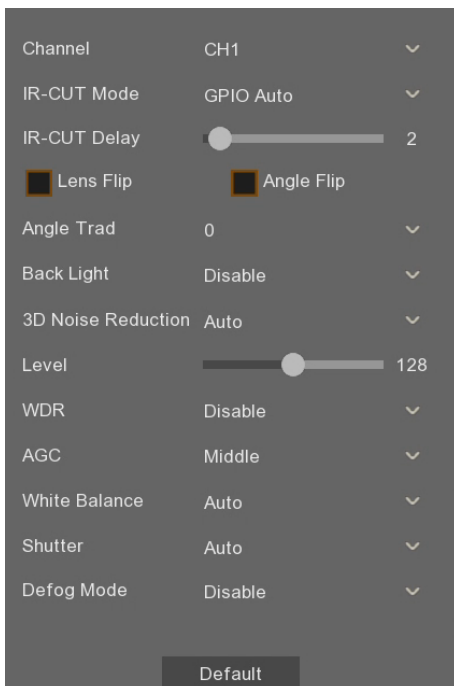 Channel CH1
IR-CUT Mode GPIO Auto
IR-CUT Delay 2
Lens Flip Angle Flip
Angle Trad 0
Back Light Disable
3D Noise Reduction Auto
Level 128
WDR Disable
AGC Middle
White Balance Auto
Shutter Auto
Defog Mode Disable
Default